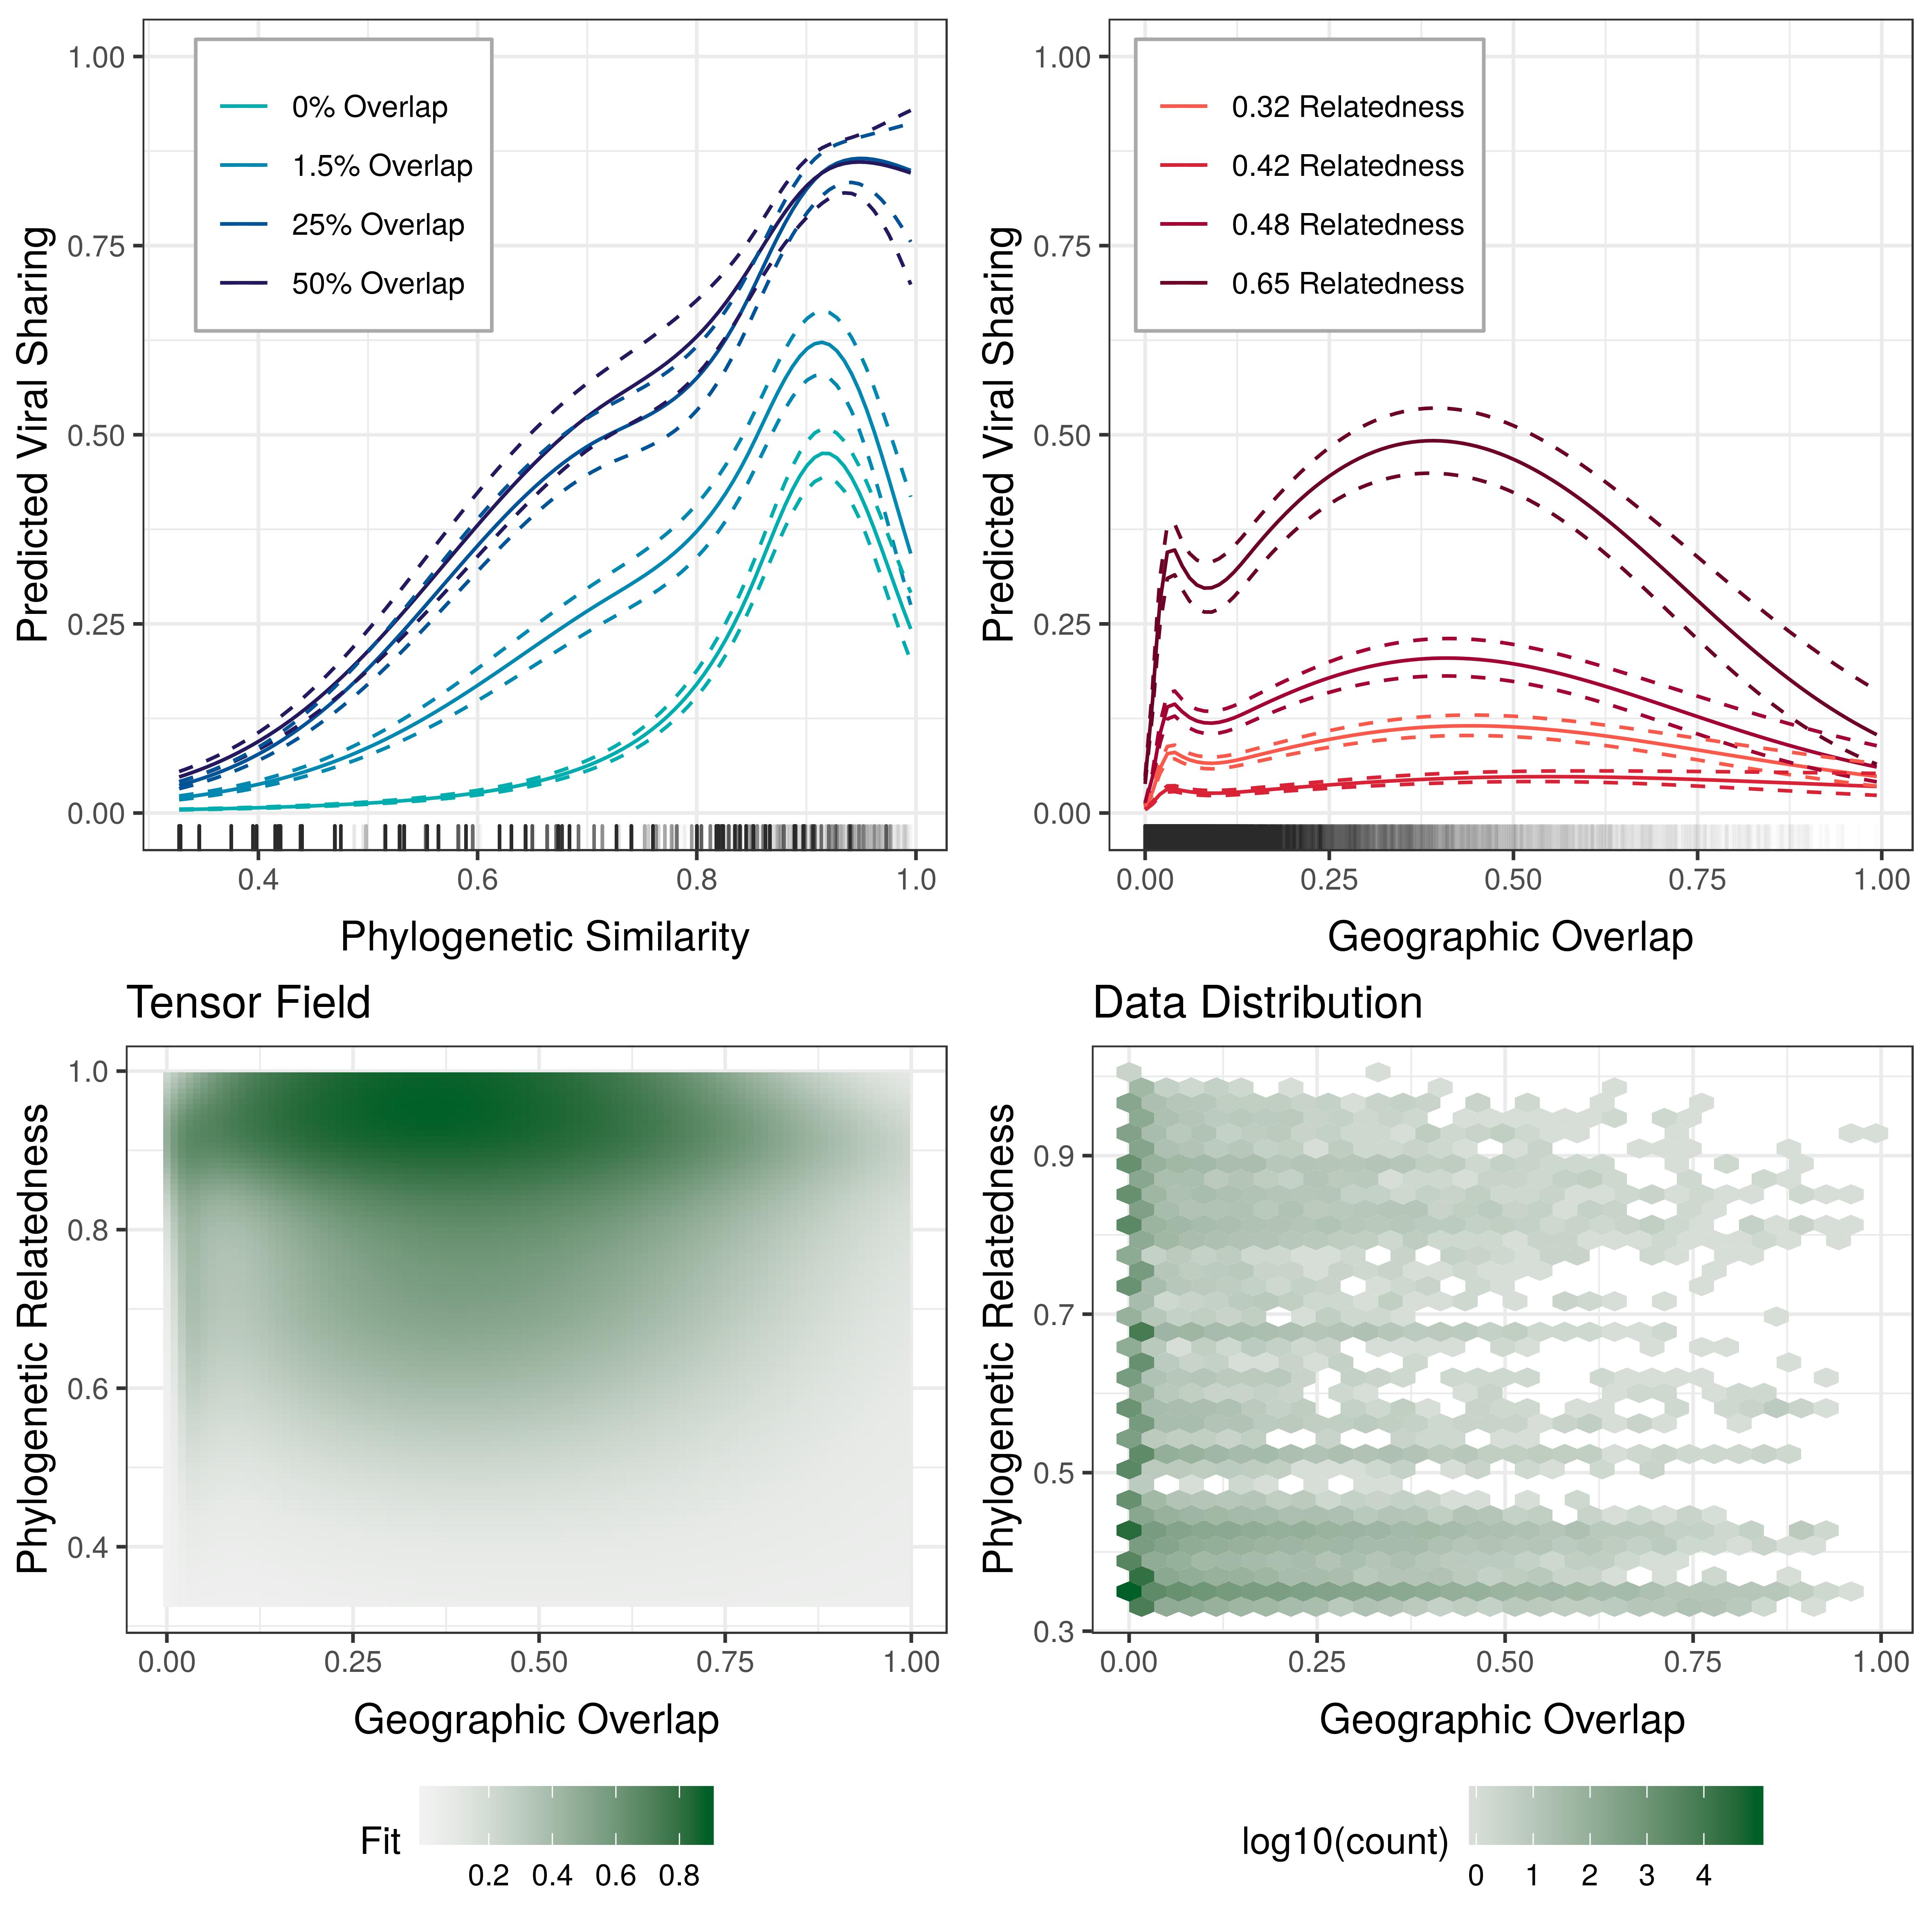 1.00
0.75
0.50
0.25
0.00
Predicted Viral Sharing
0% Overlap
1.5% Overlap
25% Overlap
50% Overlap
0.4 0.6 0.8 1.0
Phylogenetic Similarity
1.00
0.75
0.50
0.25
0.00
Predicted Viral Sharing
0.32 Relatedness
0.42 Relatedness
0.48 Relatedness
0.65 Relatedness
0.00 0.25 0.50 0.75 1.00
Geographic Overlap
Tensor Field
1.0
0.8
0.6
0.4
Phylogenetic Relatedness
0.00 0.25 0.50 0.75 1.00
Geographic Overlap
Fit
0.2 0.4 0.6 0.8
Data Distribution
0.9
0.7
0.5
0.3
Phylogenetic Relatedness
0.00 0.25 0.50 0.75 1.00
Geographic Overlap
log10(count)
0 1 2 3 4